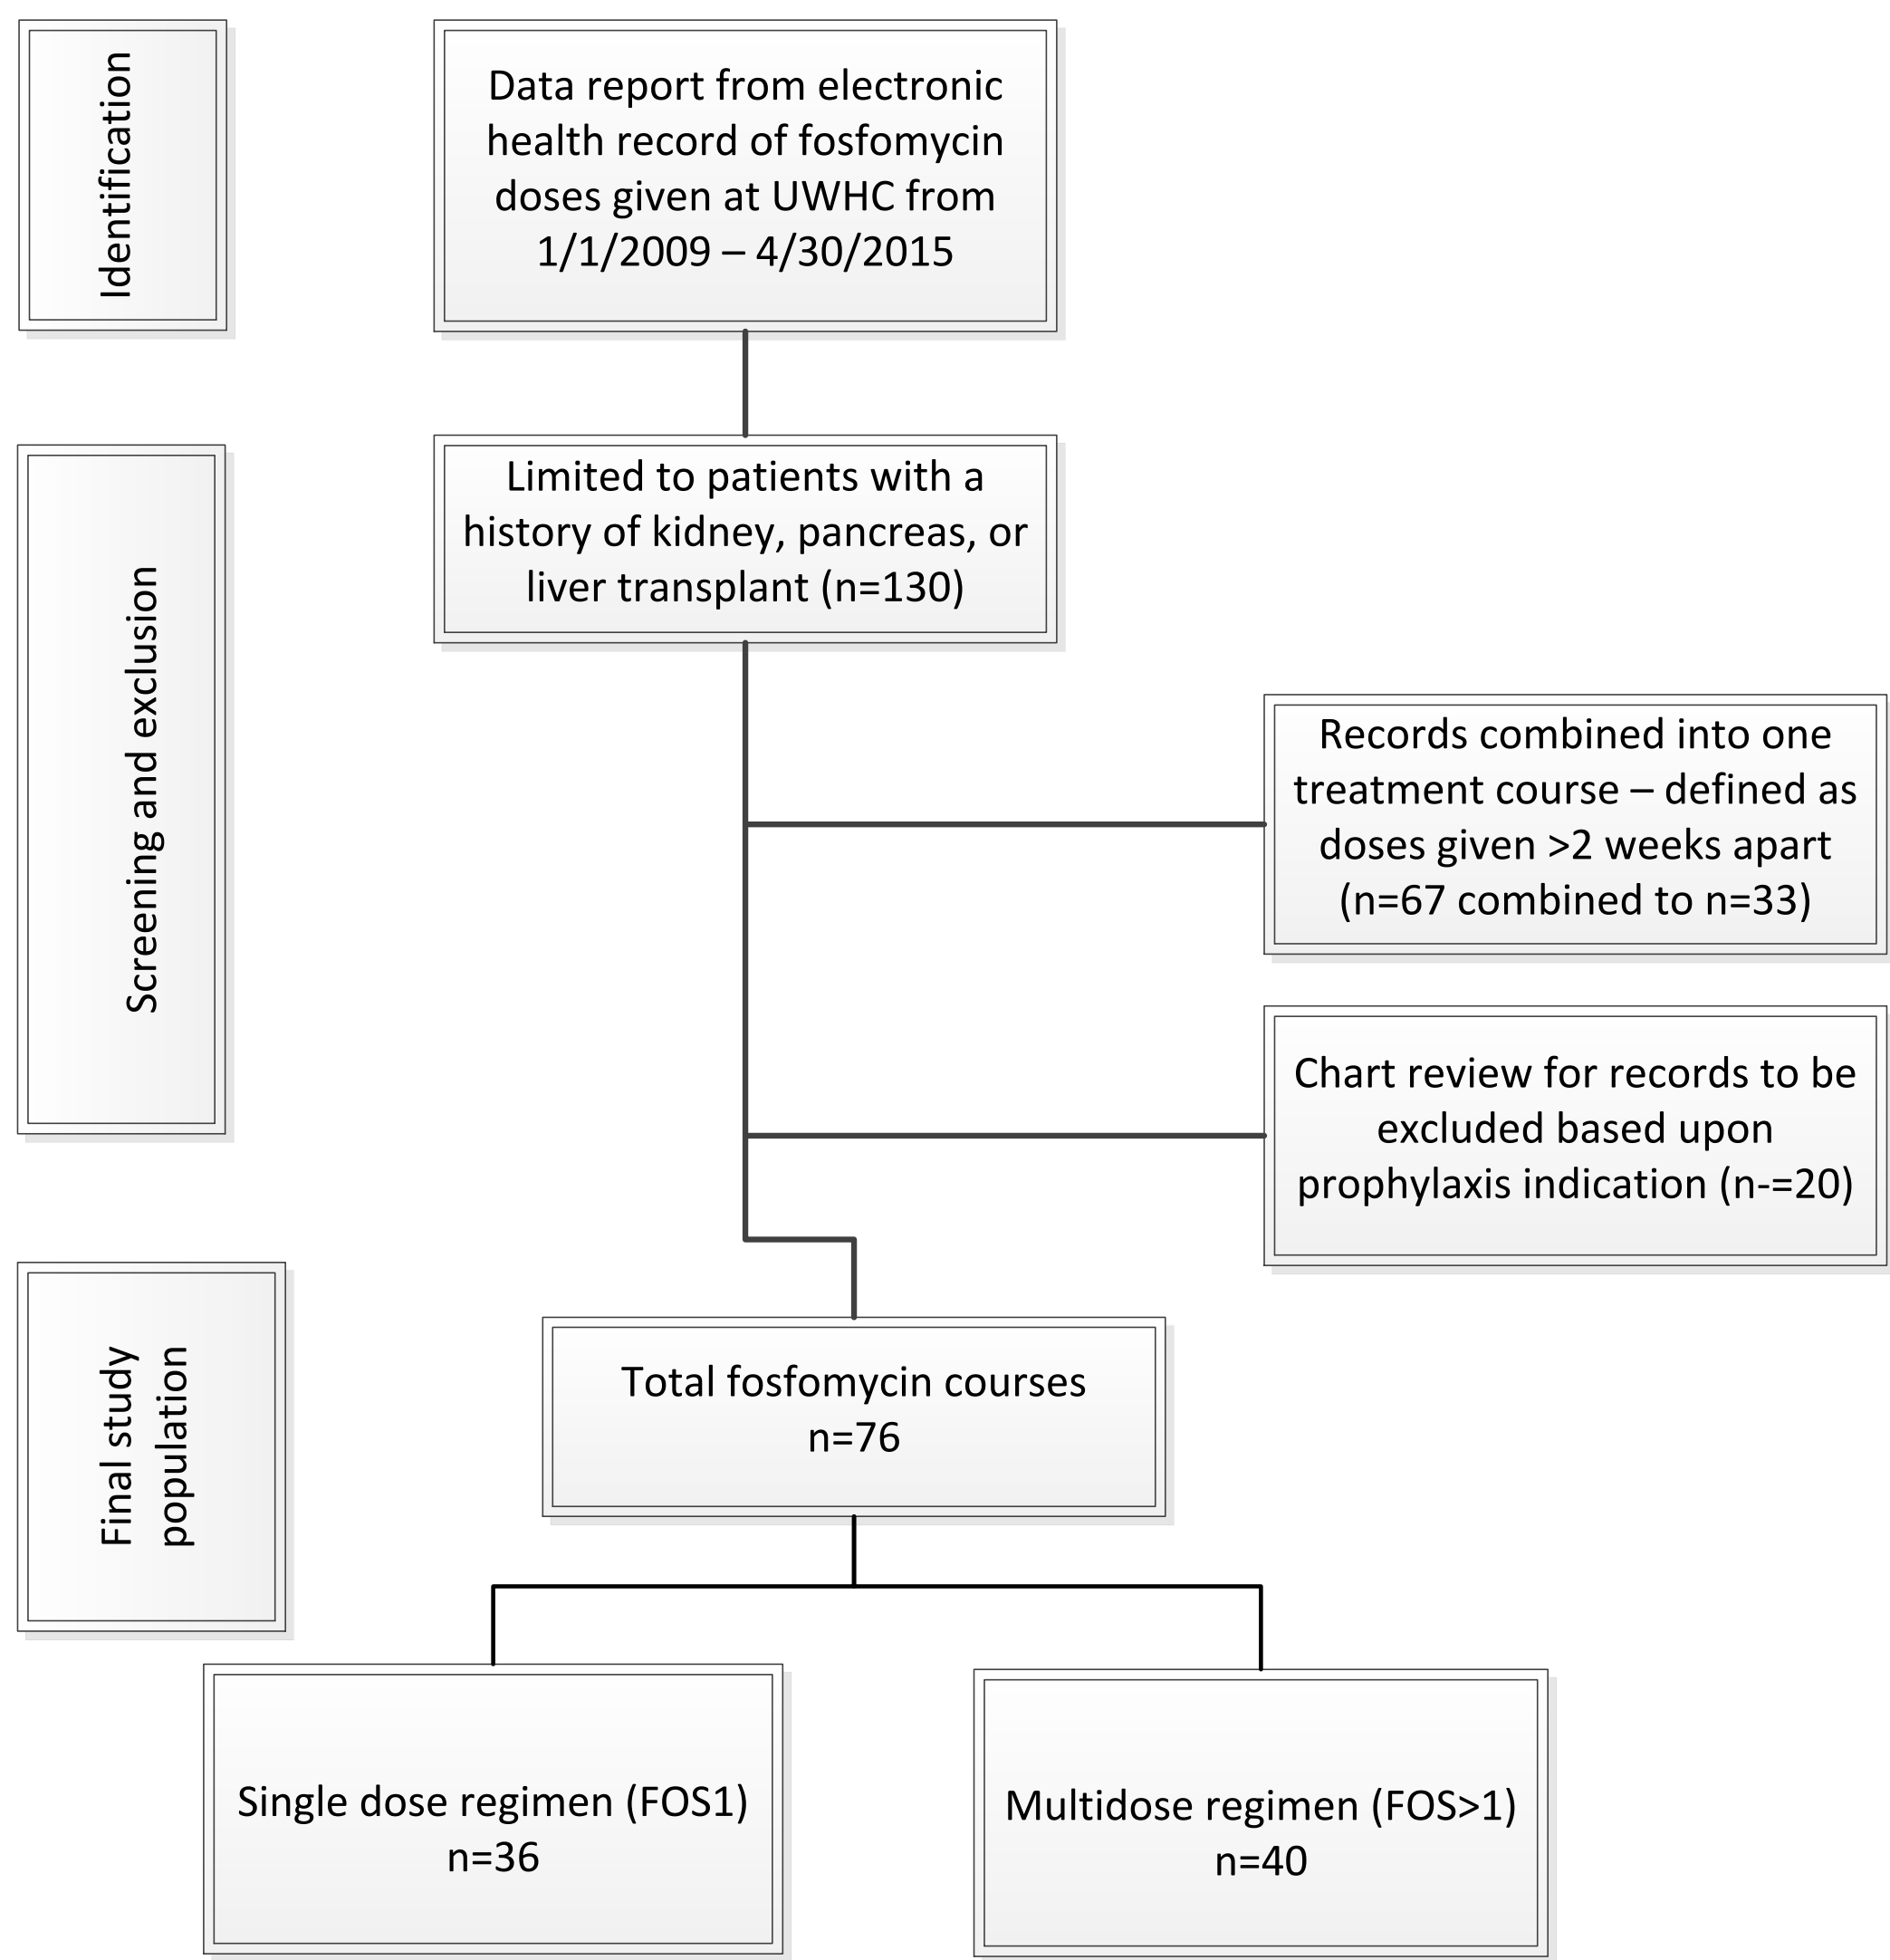 Identification
Data report from electronic
health record of fosfomycin
doses given at UWHC from
1/1/2009 – 4/30/2015
Screening and exclusion
Limited to patients with a
history of kidney, pancreas, or
liver transplant (n=130)
Records combined into one
treatment course – defined as
doses given >2 weeks apart
(n=67 combined to n=33)
Chart review for records to be
excluded based upon
prophylaxis indication (n-=20)
Final study
population
Total fosfomycin courses
n=76
Single dose regimen (FOS1)
n=36
Multidose regimen (FOS>1)
n=40